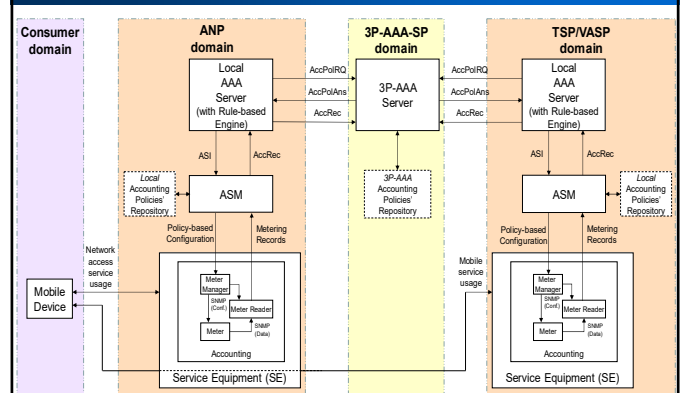 Consumer
domain
ANP
domain
3P-AAA-SP
domain
TSP/VASP
domain
Local
AAA
Server
(with Rule-based
Engine)
AccPolRQ
AccPolAns
AccRec
3P-AAA
Server
AccPolRQ
AccPolAns
AccRec
Local
AAA
Server
(with Rule-based
Engine)
ASI
AccRec
ASI
AccRec
Local
Accounting
Policies'
Repository
ASM
3P-AAA
Accounting
Policies'
Repository
ASM
Local
Accounting
Policies'
Repository
Policy-based
Configuration
Metering
Records
Policy-based
Configuration
Metering
Records
Network
access
service
usage
Mobile
service
usage
Mobile
Device
Meter
Manager
SNMP
(Conf.)
Meter Reader
Meter
SNMP
(Data)
Accounting
Service Equipment (SE)
Meter
Manager
SNMP
(Conf.)
Meter Reader
Meter
SNMP
(Data)
Accounting
Service Equipment (SE)